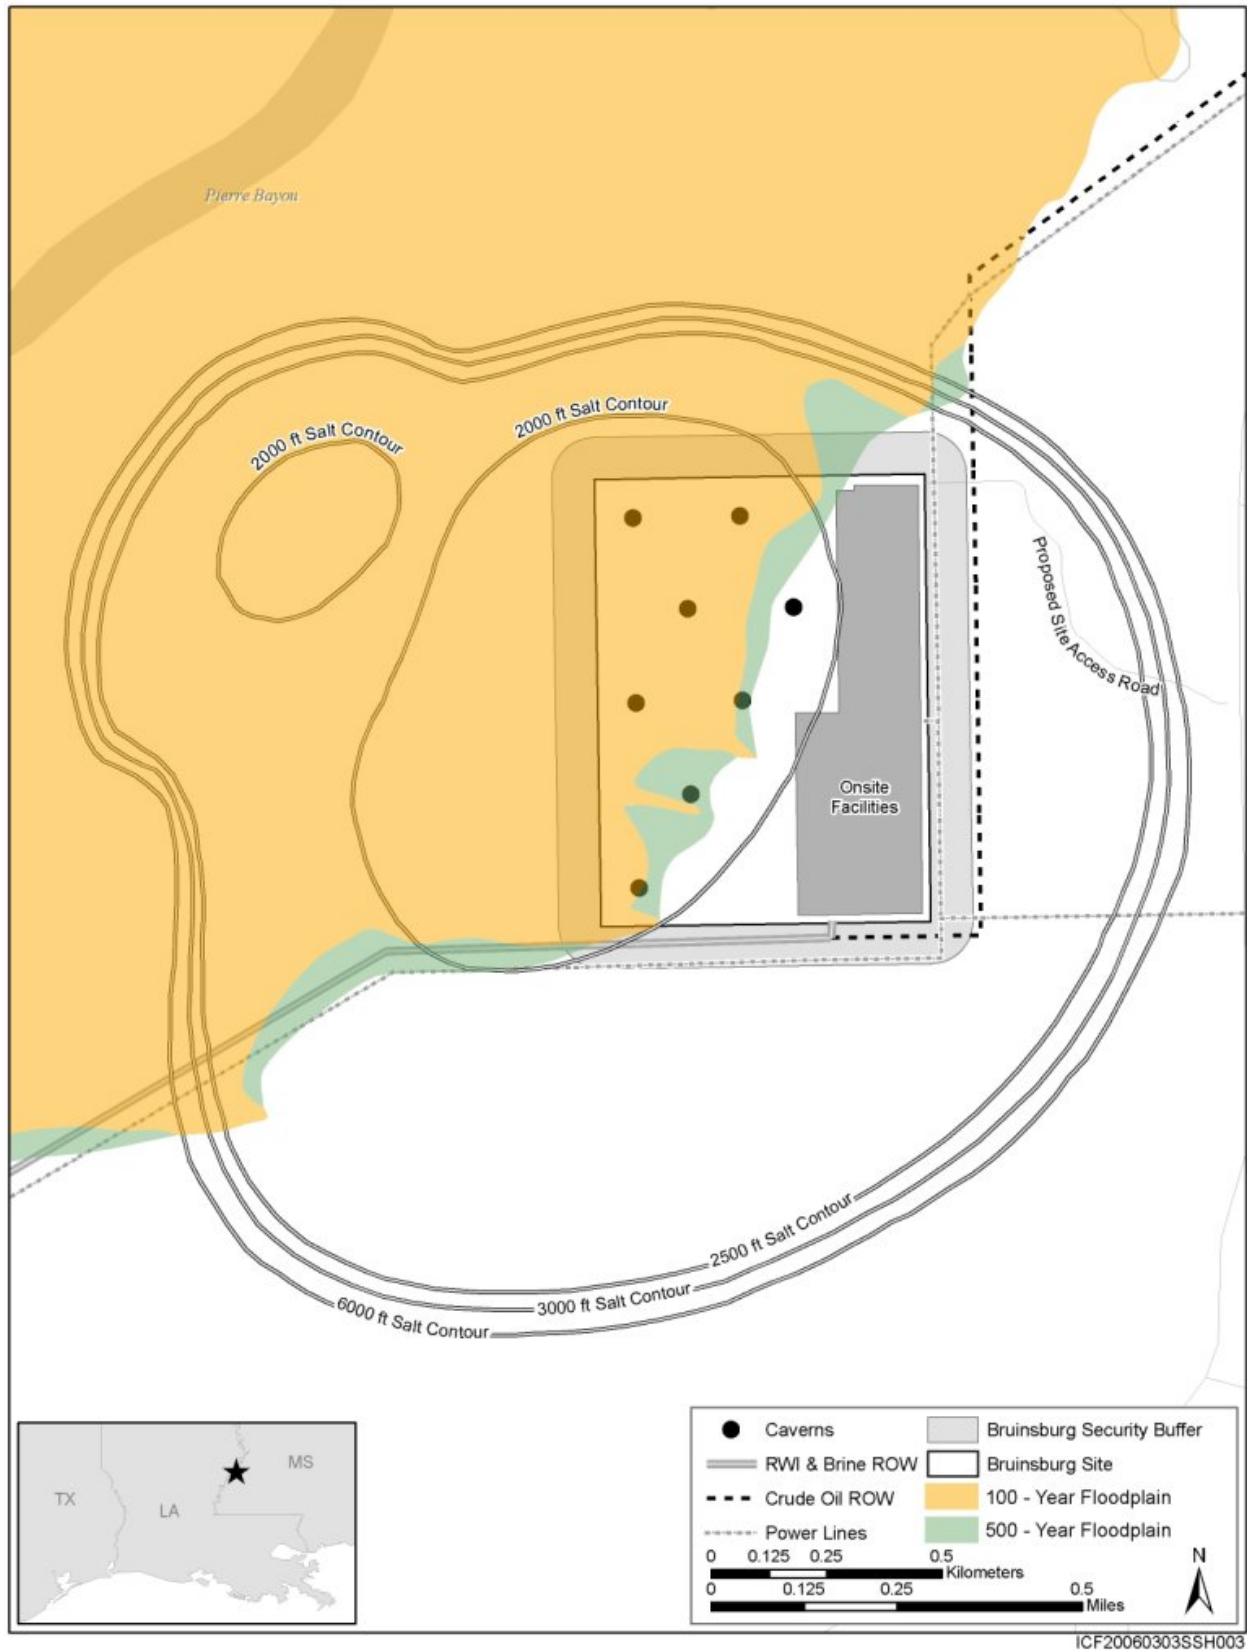 Pierre Bayou
2000 ft Salt Contour
2000 ft Salt Contour
Proposed Site Access Road
Onsite
Facilities
2500 ft Salt Contour
3000 ft Salt Contour
6000 ft Salt Contour
TX
LA
MS
Caverns
RWI & Brine ROW
Crude Oil ROW
Power Lines
Bruinsburg Security Buffer
Bruinsburg Site
100 - Year Floodplain
500 - Year Floodplain
0 0.125 0.25 0.5
Kilometers
0 0.125 0.25 0.5
Miles
N
ICF20060303SSH003